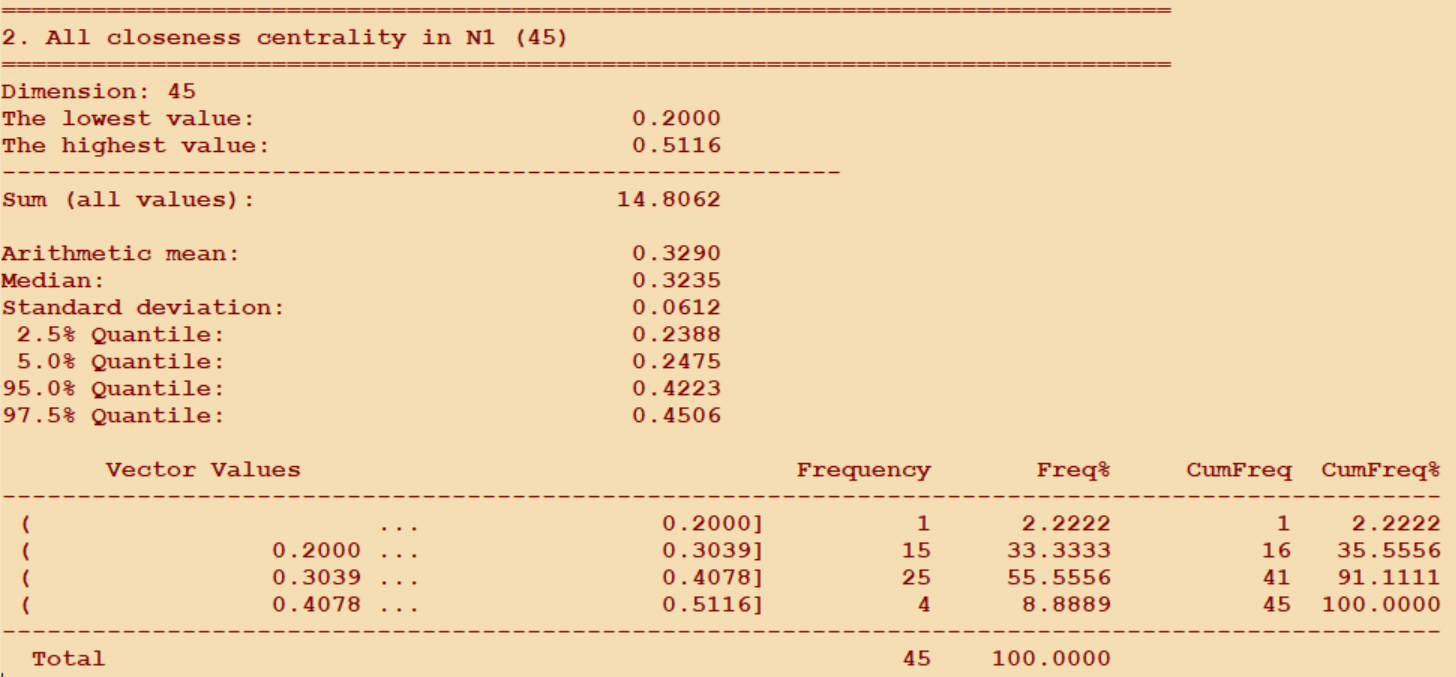 ==============================================================================
2. All closeness centrality in N1 (45)
==============================================================================
Dimension: 45
The lowest value:                         0.2000
The highest value:                        0.5116
--------------------------------------------------------
Sum (all values):                        14.8062
Arithmetic mean:                          0.3290
Median:                                   0.3235
Standard deviation:                       0.0612
 2.5% Quantile:                           0.2388
 5.0% Quantile:                           0.2475
95.0% Quantile:                           0.4223
97.5% Quantile:                           0.4506
       Vector Values                                 Frequency       Freq%     CumFreq  CumFreq%
------------------------------------------------------------------------------------------------
 (                       ...                0.2000]          1      2.2222           1    2.2222
 (                0.2000 ...                0.3039]         15     33.3333          16   35.5556
 (                0.3039 ...                0.4078]         25     55.5556          41   91.1111
 (                0.4078 ...                0.5116]          4      8.8889          45  100.0000
------------------------------------------------------------------------------------------------
  Total                                                     45    100.0000